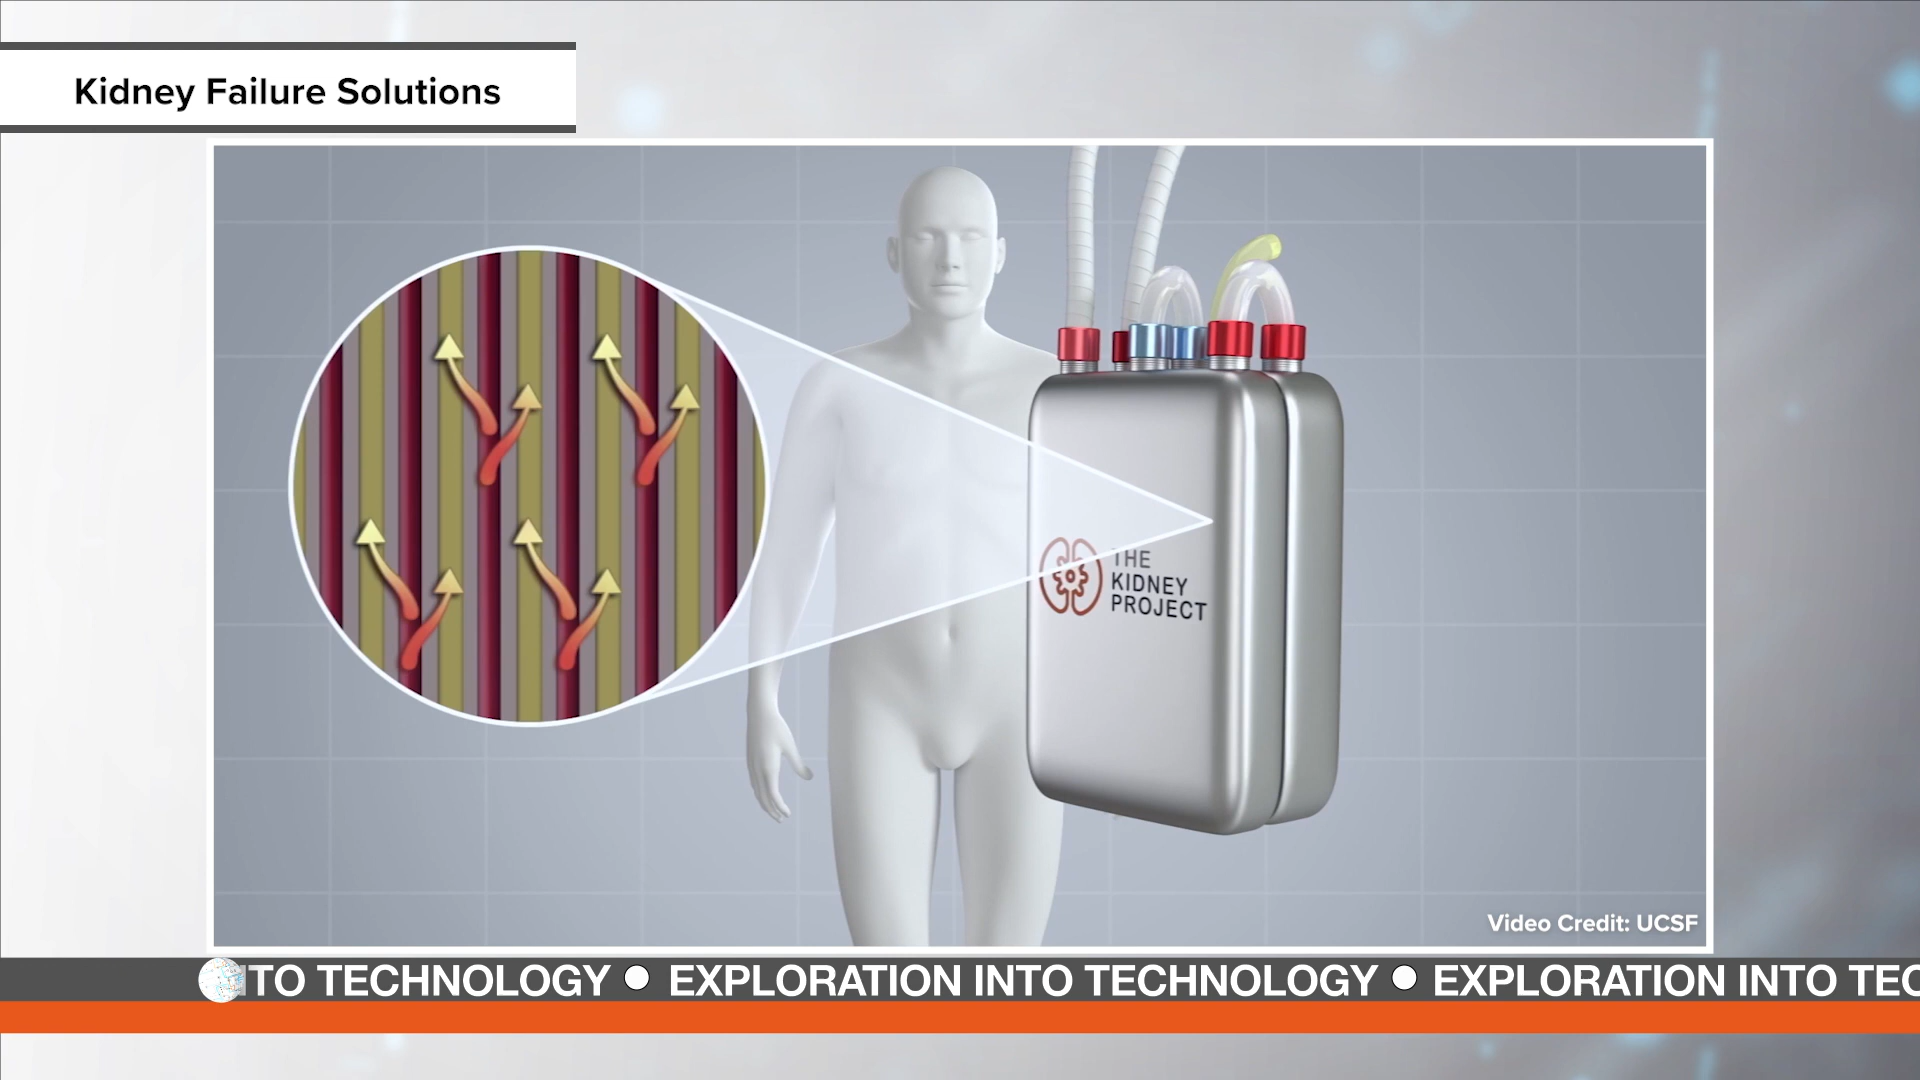 Kidney Failure Solutions
THE
KIDNEY
PROJECT
Video Credit: UCSF
TO TECHNOLOGY ● EXPLORATION INTO TECHNOLOGY ● EXPLORATION INTO TEC